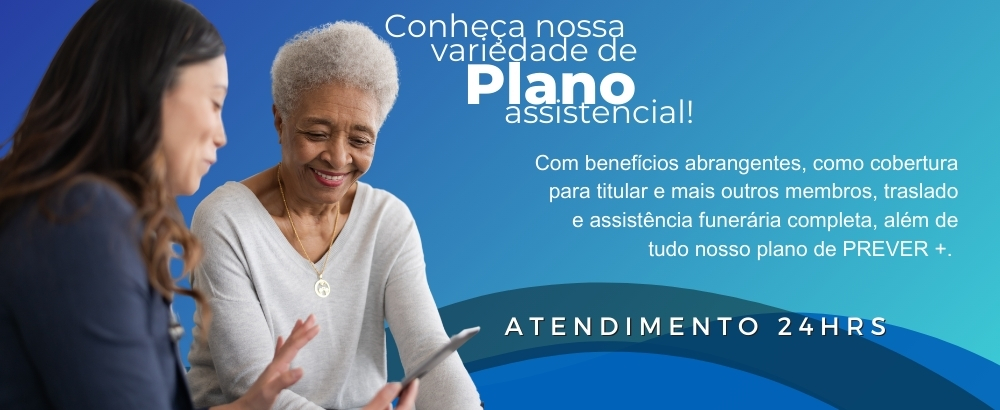 Conheça nossa
variedade de
Plano
assistencial!
Com benefícios abrangentes, como cobertura
para titular e mais outros membros, traslado
e assistência funerária completa, além de
tudo nosso plano de PREVER +.
ATENDIMENTO 24HRS